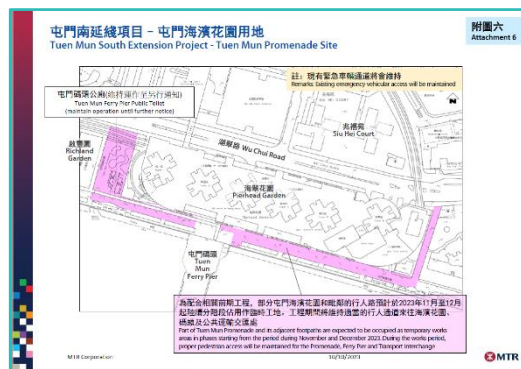 屯門南延綫項目 – 屯門海濱花園用地
Tuen Mun South Extension Project - Tuen Mun Promenade Site
附圖六
Attachment 6
註：現有緊急車輛通道將會維持
Remarks: Existing emergency vehicular access will be maintained
屯門碼頭公廁(維持運作至另行通知)
Tuen Mun Ferry Pier Public Toilet
(maintain operation until further notice)
兆禧苑
Siu Hei Court
N
啟豐園
Richland
Garden
湖翠路 Wu Chui Road
海翠花園
Pierhead Garden
屯門碼頭
Tuen
Mun
Ferry Pier
為配合相關前期工程，部分屯門海濱花園和毗鄰的行人路預計於2023年11月至12月
起陸續分階段佔用作臨時工地。工程期間將維持適當的行人通道來往海濱花園、
碼頭及公共運輸交匯處
Part of Tuen Mun Promenade and its adjacent footpaths are expected to be occupied as temporary works
areas in phases starting from the period during November and December 2023. During the works period,
proper pedestrian access will be maintained for the Promenade, Ferry Pier and Transport Interchange
MTR Corporation
10/10/2023
MTR